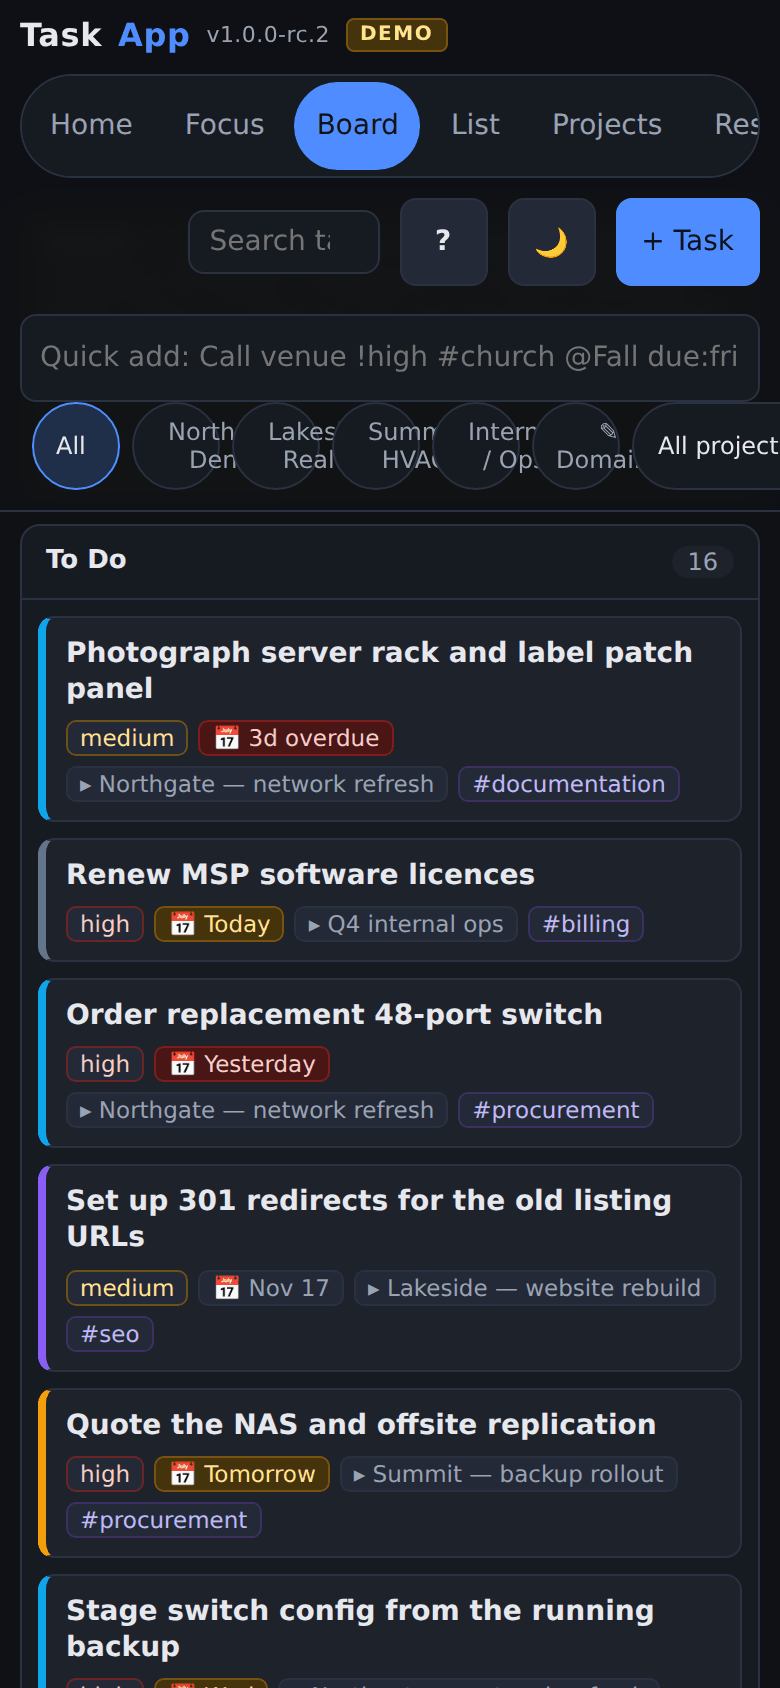 Task App v1.0.0-rc.2 DEMO
Home Focus Board List Projects Res
Search ta ? + Task
Quick add: Call venue !high #church @Fall due:fri
All
North
Den
Lakes
Real
Summ
HVAC
Intern
/ Ops
✎
Domai
All project
To Do 16
Photograph server rack and label patch
panel
medium 3d overdue
▸ Northgate — network refresh #documentation
Renew MSP software licences
high Today ▸ Q4 internal ops #billing
Order replacement 48-port switch
high Yesterday
▸ Northgate — network refresh #procurement
Set up 301 redirects for the old listing
URLs
medium Nov 17 ▸ Lakeside — website rebuild
#seo
Quote the NAS and offsite replication
high Tomorrow ▸ Summit — backup rollout
#procurement
Stage switch config from the running
backup